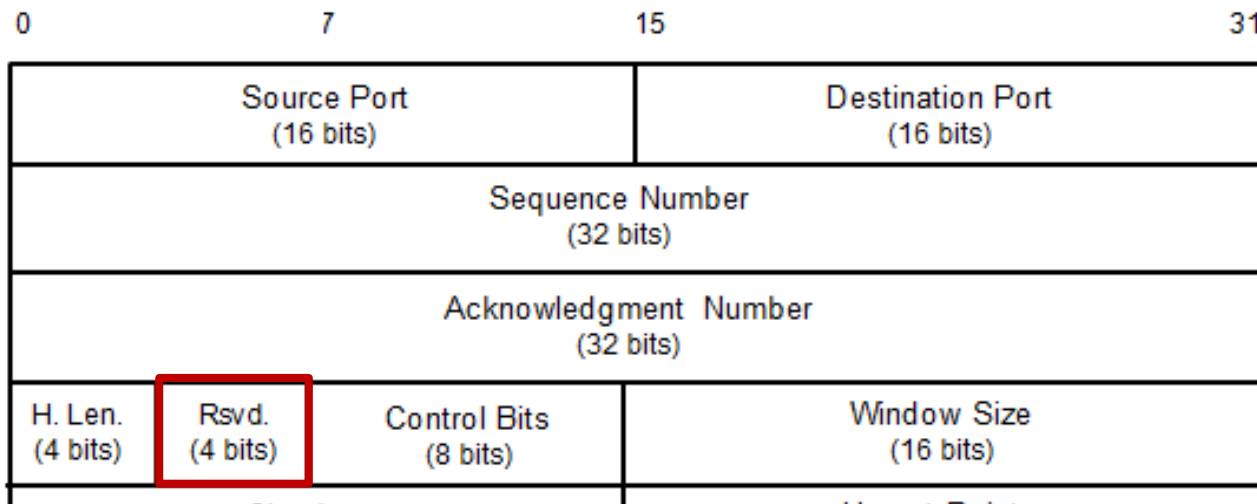 0 7 15 31
Source Port Destination Port
(16 bits) (16 bits)
Sequence Number
(32 bits)
Acknowledgment Number
(32 bits)
H. Len. Rsvd. Control Bits Window Size
(4 bits) (4 bits) (8 bits) (16 bits)